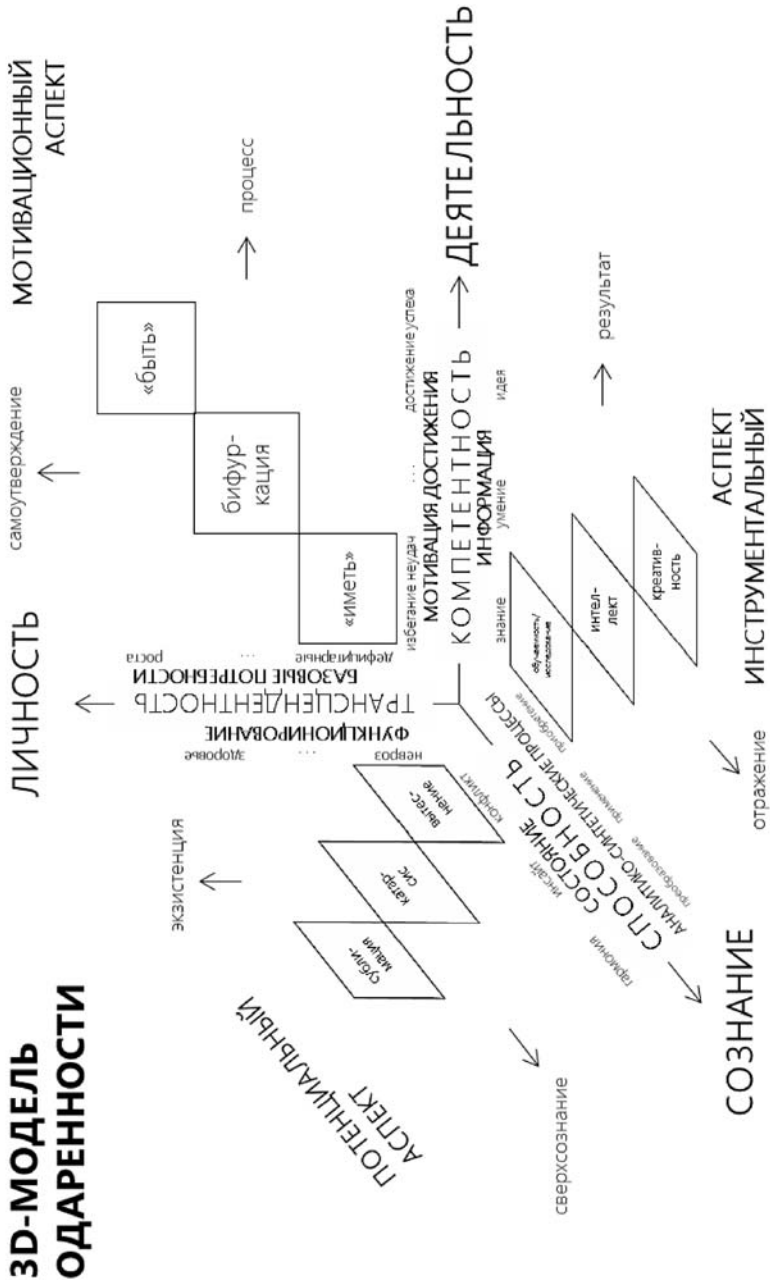 3D-МОДЕЛЬ
ОДАРЕННОСТИ
ЛИЧНОСТЬ
самоутверждение
МОТИВАЦИОННЫЙ
АСПЕКТ
экзистенция
«быть»
процесс
бифур-
кация
«иметь»
роста
...
дефицитарные
БАЗОВЫЕ ПОТРЕБНОСТИ
ТРАНСЦЕНДЕНТНОСТЬ
ФУНКЦИОНИРОВАНИЕ
здоровье
...
невроз
ПОТЕНЦИАЛЬНЫЙ
АСПЕКТ
субли-
мация
катар-
сис
вытес-
нение
избегание неудач
...
достижение успеха
МОТИВАЦИЯ ДОСТИЖЕНИЯ
КОМПЕТЕНТНОСТЬ
ДЕЯТЕЛЬНОСТЬ
ИНФОРМАЦИЯ
знание
умение
идея
конфликт
инсайт
гармония
СОСТОЯНИЕ
СПОСОБНОСТЬ
АНАЛИТИКО-СИНТЕТИЧЕСКИЕ ПРОЦЕССЫ
приобретение
применение
преобразование
обучаемость/
исследование
интел-
лект
креатив-
ность
результат
сверхсознание
СОЗНАНИЕ
отражение
АСПЕКТ
ИНСТРУМЕНТАЛЬНЫЙ